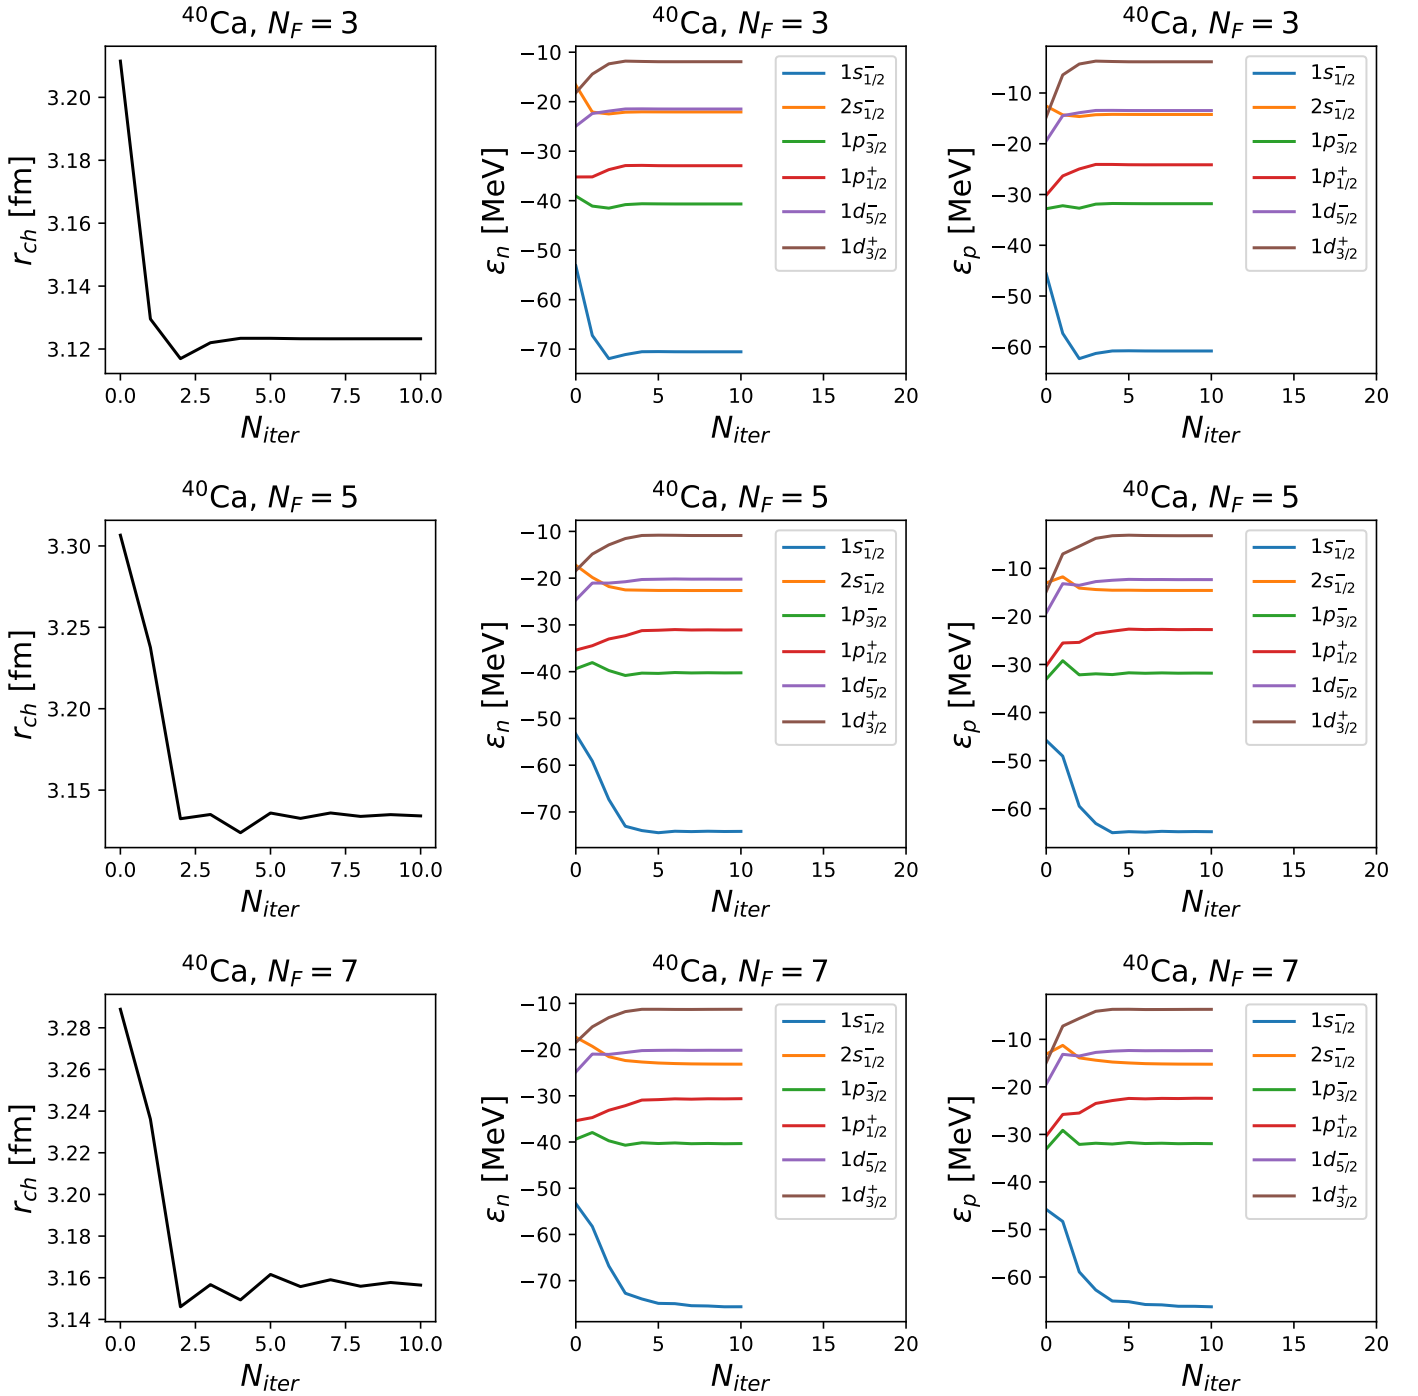 ⁴⁰Ca, N_F = 3
r_ch [fm]
3.20
3.18
3.16
3.14
3.12
0.0 2.5 5.0 7.5 10.0
N_iter
⁴⁰Ca, N_F = 3
ε_n [MeV]
−10
−20
−30
−40
−50
−60
−70
0 5 10 15 20
N_iter
1s⁻_1/2
2s⁻_1/2
1p⁻_3/2
1p⁺_1/2
1d⁻_5/2
1d⁺_3/2
⁴⁰Ca, N_F = 3
ε_p [MeV]
−10
−20
−30
−40
−50
−60
0 5 10 15 20
N_iter
1s⁻_1/2
2s⁻_1/2
1p⁻_3/2
1p⁺_1/2
1d⁻_5/2
1d⁺_3/2
⁴⁰Ca, N_F = 5
r_ch [fm]
3.30
3.25
3.20
3.15
0.0 2.5 5.0 7.5 10.0
N_iter
⁴⁰Ca, N_F = 5
ε_n [MeV]
−10
−20
−30
−40
−50
−60
−70
0 5 10 15 20
N_iter
1s⁻_1/2
2s⁻_1/2
1p⁻_3/2
1p⁺_1/2
1d⁻_5/2
1d⁺_3/2
⁴⁰Ca, N_F = 5
ε_p [MeV]
−10
−20
−30
−40
−50
−60
0 5 10 15 20
N_iter
1s⁻_1/2
2s⁻_1/2
1p⁻_3/2
1p⁺_1/2
1d⁻_5/2
1d⁺_3/2
⁴⁰Ca, N_F = 7
r_ch [fm]
3.28
3.26
3.24
3.22
3.20
3.18
3.16
3.14
0.0 2.5 5.0 7.5 10.0
N_iter
⁴⁰Ca, N_F = 7
ε_n [MeV]
−10
−20
−30
−40
−50
−60
−70
0 5 10 15 20
N_iter
1s⁻_1/2
2s⁻_1/2
1p⁻_3/2
1p⁺_1/2
1d⁻_5/2
1d⁺_3/2
⁴⁰Ca, N_F = 7
ε_p [MeV]
−10
−20
−30
−40
−50
−60
0 5 10 15 20
N_iter
1s⁻_1/2
2s⁻_1/2
1p⁻_3/2
1p⁺_1/2
1d⁻_5/2
1d⁺_3/2